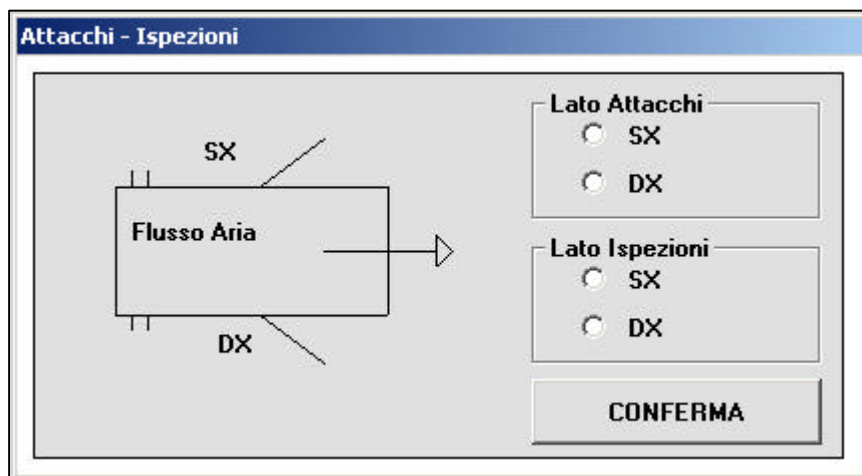 Attacchi - Ispezioni
SX
Flusso Aria
DX
Lato Attacchi
SX
DX
Lato Ispezioni
SX
DX
CONFERMA